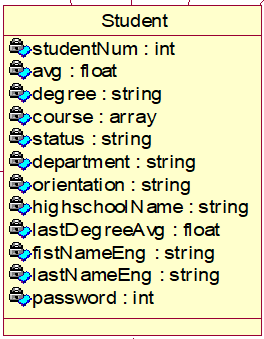 Student
studentNum : int
avg : float
degree : string
course : array
status : string
department : string
orientation : string
highschoolName : string
lastDegreeAvg : float
fistNameEng : string
lastNameEng : string
password : int